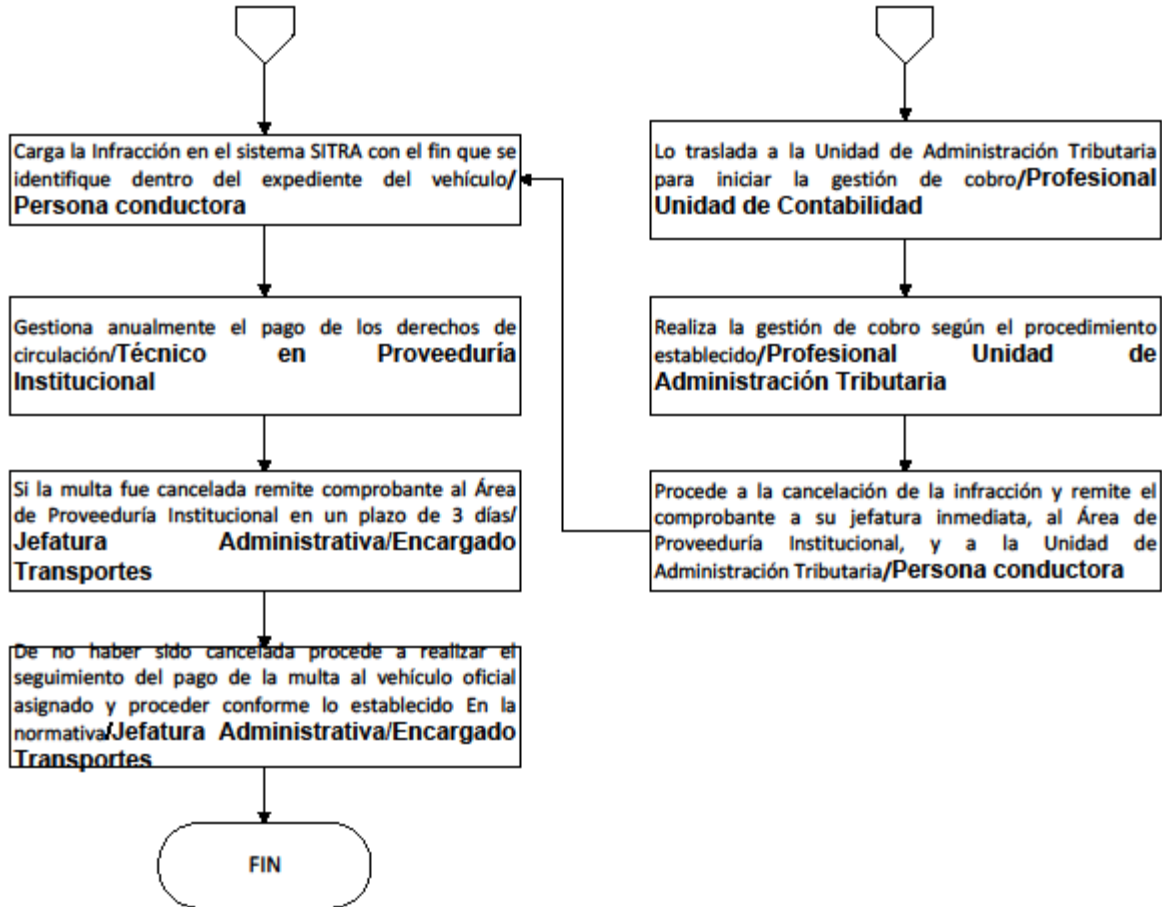 Carga la Infracción en el sistema SITRA con el fin que se
identifique dentro del expediente del vehículo/
Persona conductora
Gestiona anualmente el pago de los derechos de
circulación/Técnico en Proveeduría
Institucional
Si la multa fue cancelada remite comprobante al Área
de Proveeduría Institucional en un plazo de 3 días/
Jefatura Administrativa/Encargado
Transportes
De no haber sido cancelada procede a realizar el
seguimiento del pago de la multa al vehículo oficial
asignado y proceder conforme lo establecido En la
normativa/Jefatura Administrativa/Encargado
Transportes
FIN
Lo traslada a la Unidad de Administración Tributaria
para iniciar la gestión de cobro/Profesional
Unidad de Contabilidad
Realiza la gestión de cobro según el procedimiento
establecido/Profesional Unidad de
Administración Tributaria
Procede a la cancelación de la infracción y remite el
comprobante a su jefatura inmediata, al Área de
Proveeduría Institucional, y a la Unidad de
Administración Tributaria/Persona conductora